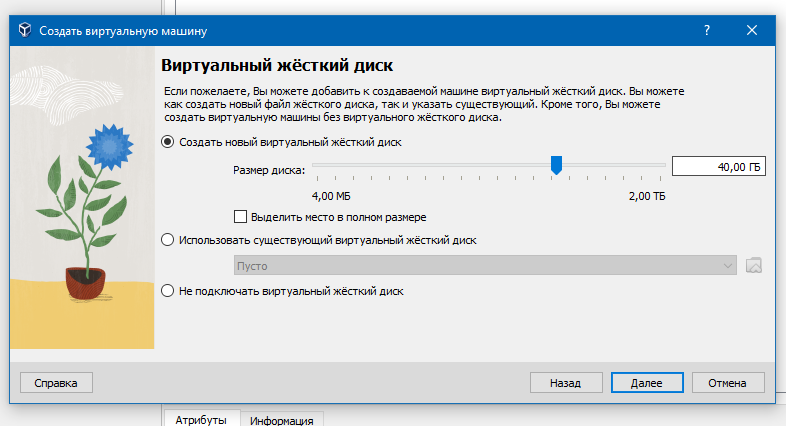 Создать виртуальную машину
?
Виртуальный жёсткий диск
Если пожелаете, Вы можете добавить к создаваемой машине виртуальный жёсткий диск. Вы можете
как создать новый файл жёсткого диска, так и указать существующий. Кроме того, Вы можете
создать виртуальную машины без виртуального жёсткого диска.
Создать новый виртуальный жёсткий диск
Размер диска:
40,00 ГБ
4,00 МБ
2,00 ТБ
Выделить место в полном размере
Использовать существующий виртуальный жёсткий диск
Пусто
Не подключать виртуальный жёсткий диск
Справка
Назад
Далее
Отмена
Атрибуты
Информация